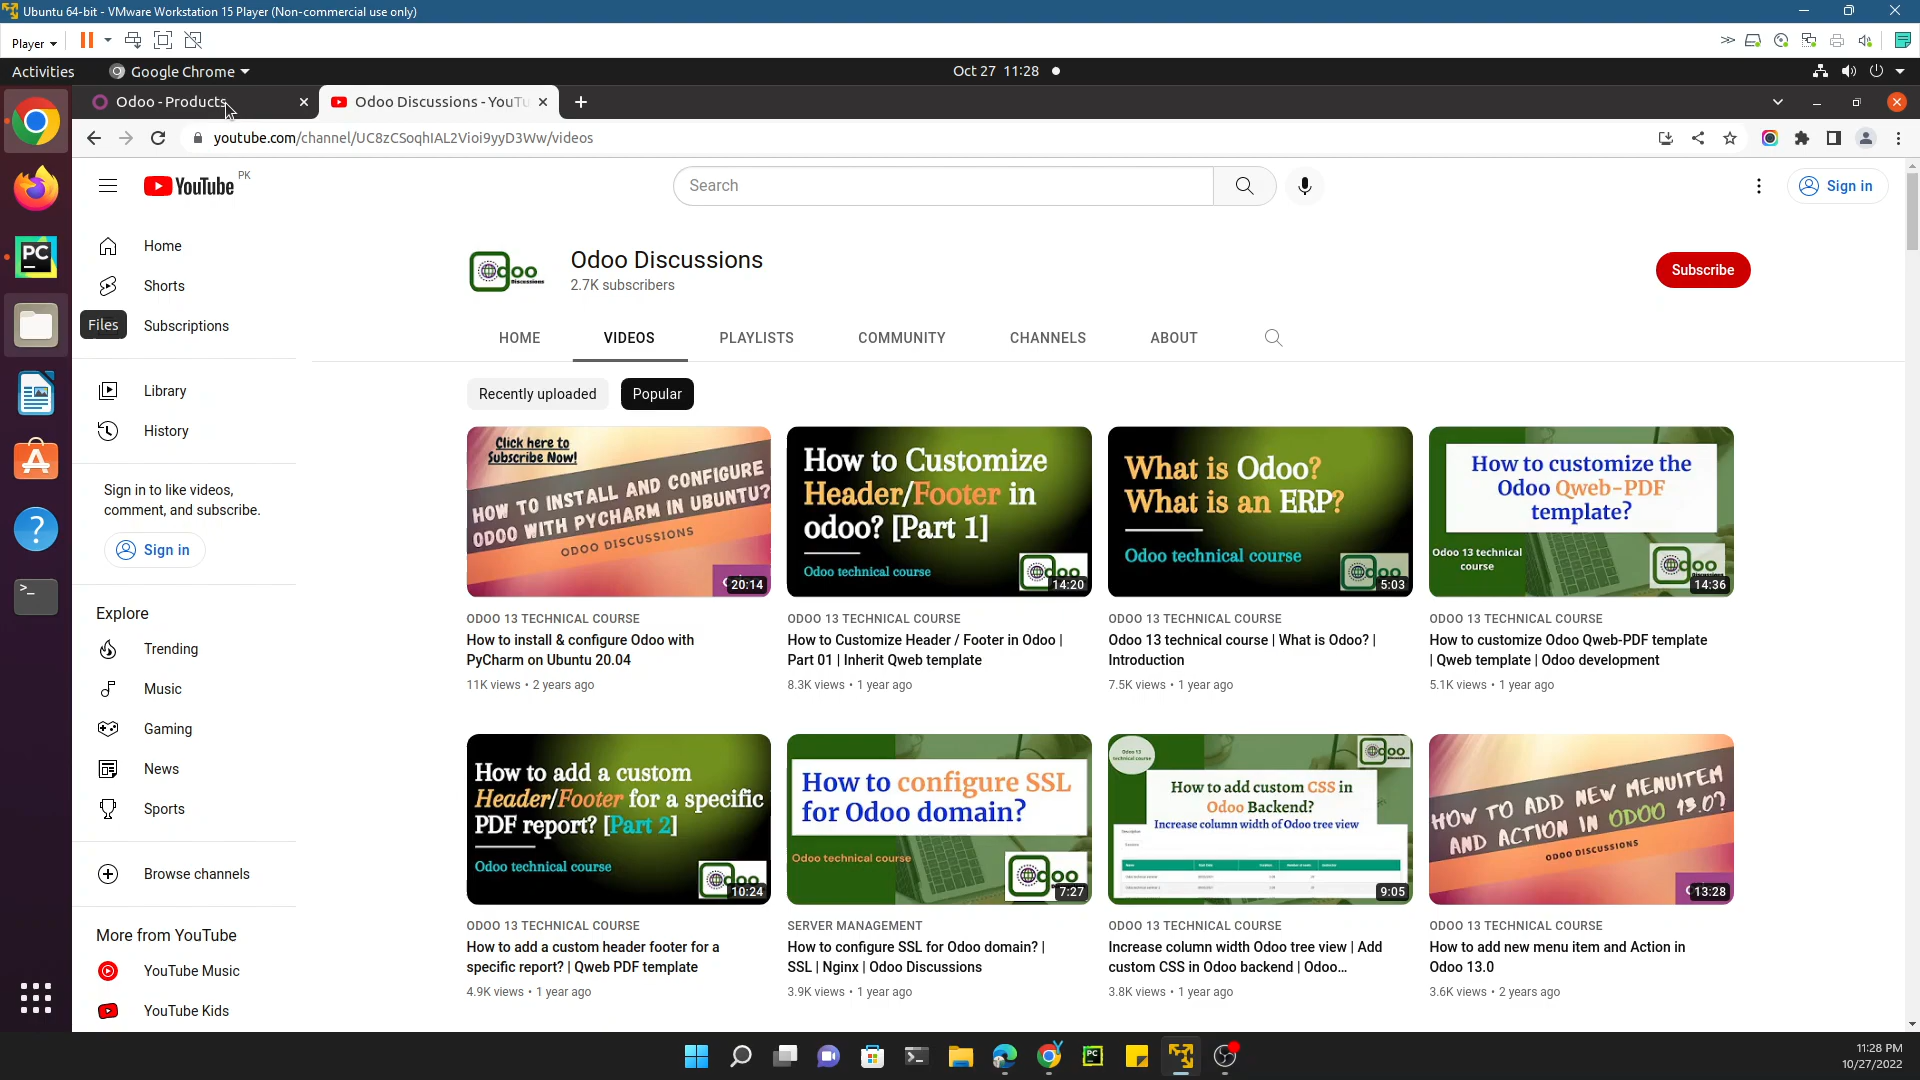 Ubuntu 64-bit - VMware Workstation 15 Player (Non-commercial use only)
Player
Activities
Google Chrome
Oct 27 11:28
Odoo - Products
Odoo Discussions - YouTu
youtube.com/channel/UC8zCSoqhIAL2Vioi9yyD3Ww/videos
YouTube PK
Search
Sign in
Home
Shorts
Files
Subscriptions
Library
History
Sign in to like videos,
comment, and subscribe.
Sign in
Explore
Trending
Music
Gaming
News
Sports
Browse channels
More from YouTube
YouTube Music
YouTube Kids
Odoo Discussions
2.7K subscribers
Subscribe
HOME
VIDEOS
PLAYLISTS
COMMUNITY
CHANNELS
ABOUT
Recently uploaded
Popular
Click here to
Subscribe Now!
HOW TO INSTALL AND CONFIGURE
ODOO WITH PYCHARM IN UBUNTU?
ODOO DISCUSSIONS
20:14
ODOO 13 TECHNICAL COURSE
How to install & configure Odoo with
PyCharm on Ubuntu 20.04
11K views • 2 years ago
How to Customize
Header/Footer in
odoo? [Part 1]
Odoo technical course
14:20
ODOO 13 TECHNICAL COURSE
How to Customize Header / Footer in Odoo |
Part 01 | Inherit Qweb template
8.3K views • 1 year ago
What is Odoo?
What is an ERP?
Odoo technical course
5:03
ODOO 13 TECHNICAL COURSE
Odoo 13 technical course | What is Odoo? |
Introduction
7.5K views • 1 year ago
How to customize the
Odoo Qweb-PDF
template?
Odoo 13 technical
course
14:36
ODOO 13 TECHNICAL COURSE
How to customize Odoo Qweb-PDF template
| Qweb template | Odoo development
5.1K views • 1 year ago
How to add a custom
Header/Footer for a specific
PDF report? [Part 2]
Odoo technical course
10:24
ODOO 13 TECHNICAL COURSE
How to add a custom header footer for a
specific report? | Qweb PDF template
4.9K views • 1 year ago
How to configure SSL
for Odoo domain?
Odoo technical course
7:27
SERVER MANAGEMENT
How to configure SSL for Odoo domain? |
SSL | Nginx | Odoo Discussions
3.9K views • 1 year ago
Odoo 13
technical course
How to add custom CSS in
Odoo Backend?
Increase column width of Odoo tree view
9:05
ODOO 13 TECHNICAL COURSE
Increase column width Odoo tree view | Add
custom CSS in Odoo backend | Odoo...
3.8K views • 1 year ago
HOW TO ADD NEW MENUITEM
AND ACTION IN ODOO 13.0?
ODOO DISCUSSIONS
13:28
ODOO 13 TECHNICAL COURSE
How to add new menu item and Action in
Odoo 13.0
3.6K views • 2 years ago
11:28 PM
10/27/2022